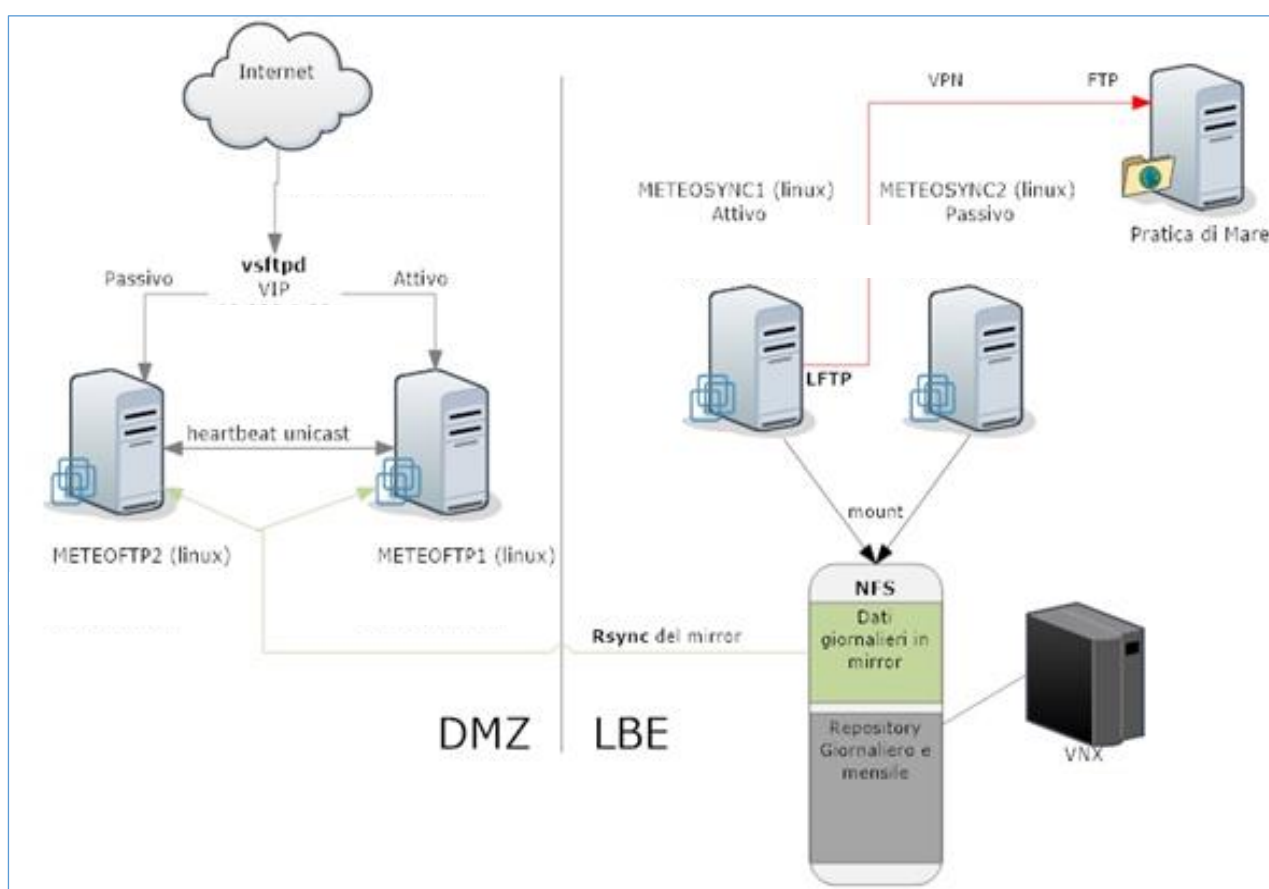 Internet
VPN
FTP
METEOSYNC1 (linux)
Attivo
METEOSYNC2 (linux)
Passivo
Pratica di Mare
vsftpd
VIP
Passivo
Attivo
LFTP
heartbeat unicast
mount
METEOFTP2 (linux)
METEOFTP1 (linux)
NFS
Dati
giornalieri in
mirror
Rsync del mirror
DMZ
LBE
Repository
Giornaliero e
mensile
VNX